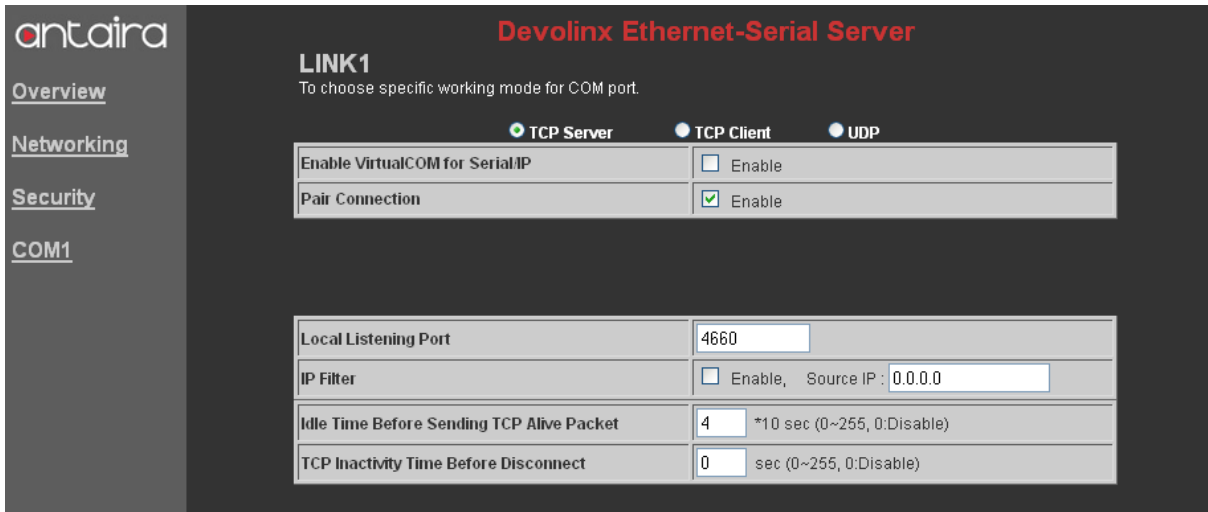 antaira
Overview
Networking
Security
COM1
Devolinx Ethernet-Serial Server
LINK1
To choose specific working mode for COM port.
TCP Server TCP Client UDP
Enable VirtualCOM for Serial/IP Enable
Pair Connection Enable
Local Listening Port 4660
IP Filter Enable, Source IP : 0.0.0.0
Idle Time Before Sending TCP Alive Packet 4 *10 sec (0~255, 0:Disable)
TCP Inactivity Time Before Disconnect 0 sec (0~255, 0:Disable)